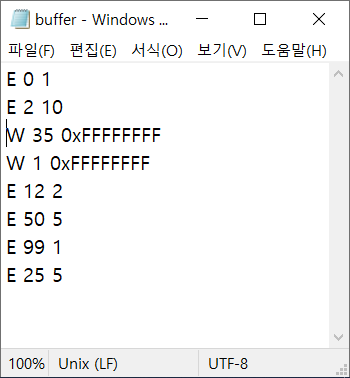 buffer - Windows ...
파일(F) 편집(E) 서식(O) 보기(V) 도움말(H)
E 0 1
E 2 10
W 35 0xFFFFFFFF
W 1 0xFFFFFFFF
E 12 2
E 50 5
E 99 1
E 25 5
100% Unix (LF) UTF-8